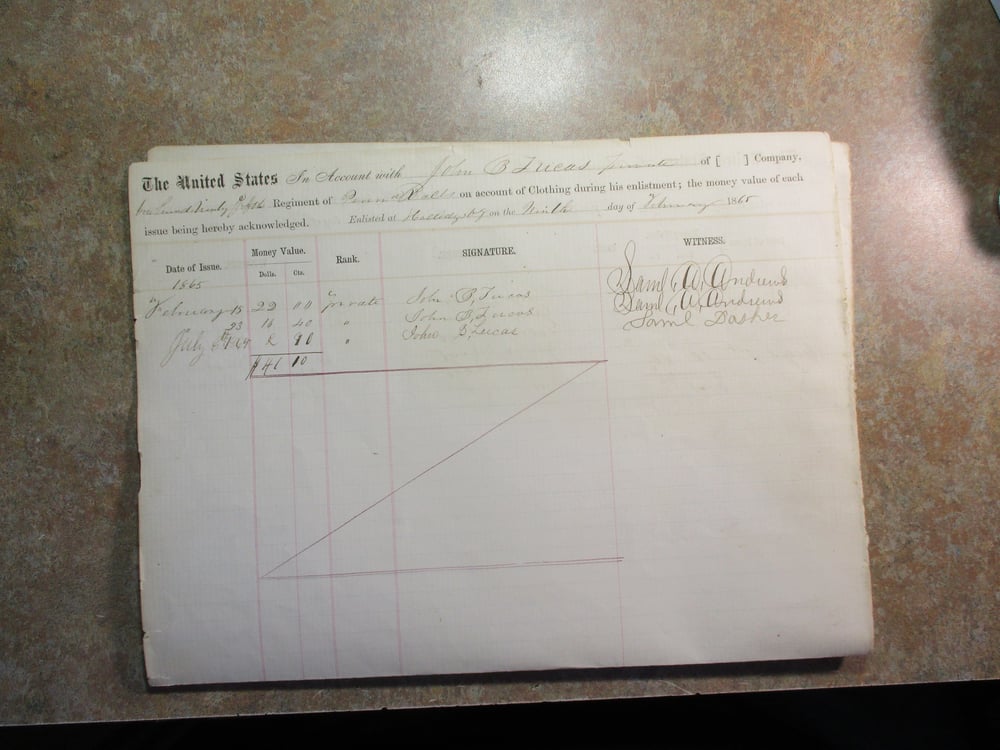 The United States In Account with John B Lucas private of [ ] Company,
Regiment of Penna Vols on account of Clothing during his enlistment; the money value of each
issue being hereby acknowledged. Enlisted at Hollidaysbg on the Ninth day of February 1865
Date of Issue. Money Value. Rank. SIGNATURE. WITNESS.
Dolls. Cts.
1865
February 15 22 00 private John B, Lucas Saml, A, Andrews
" 23 16 40 " John B, Lucas Saml, A, Andrews
July 2 70 " John B, Lucas Saml Dasher
$ 41 10